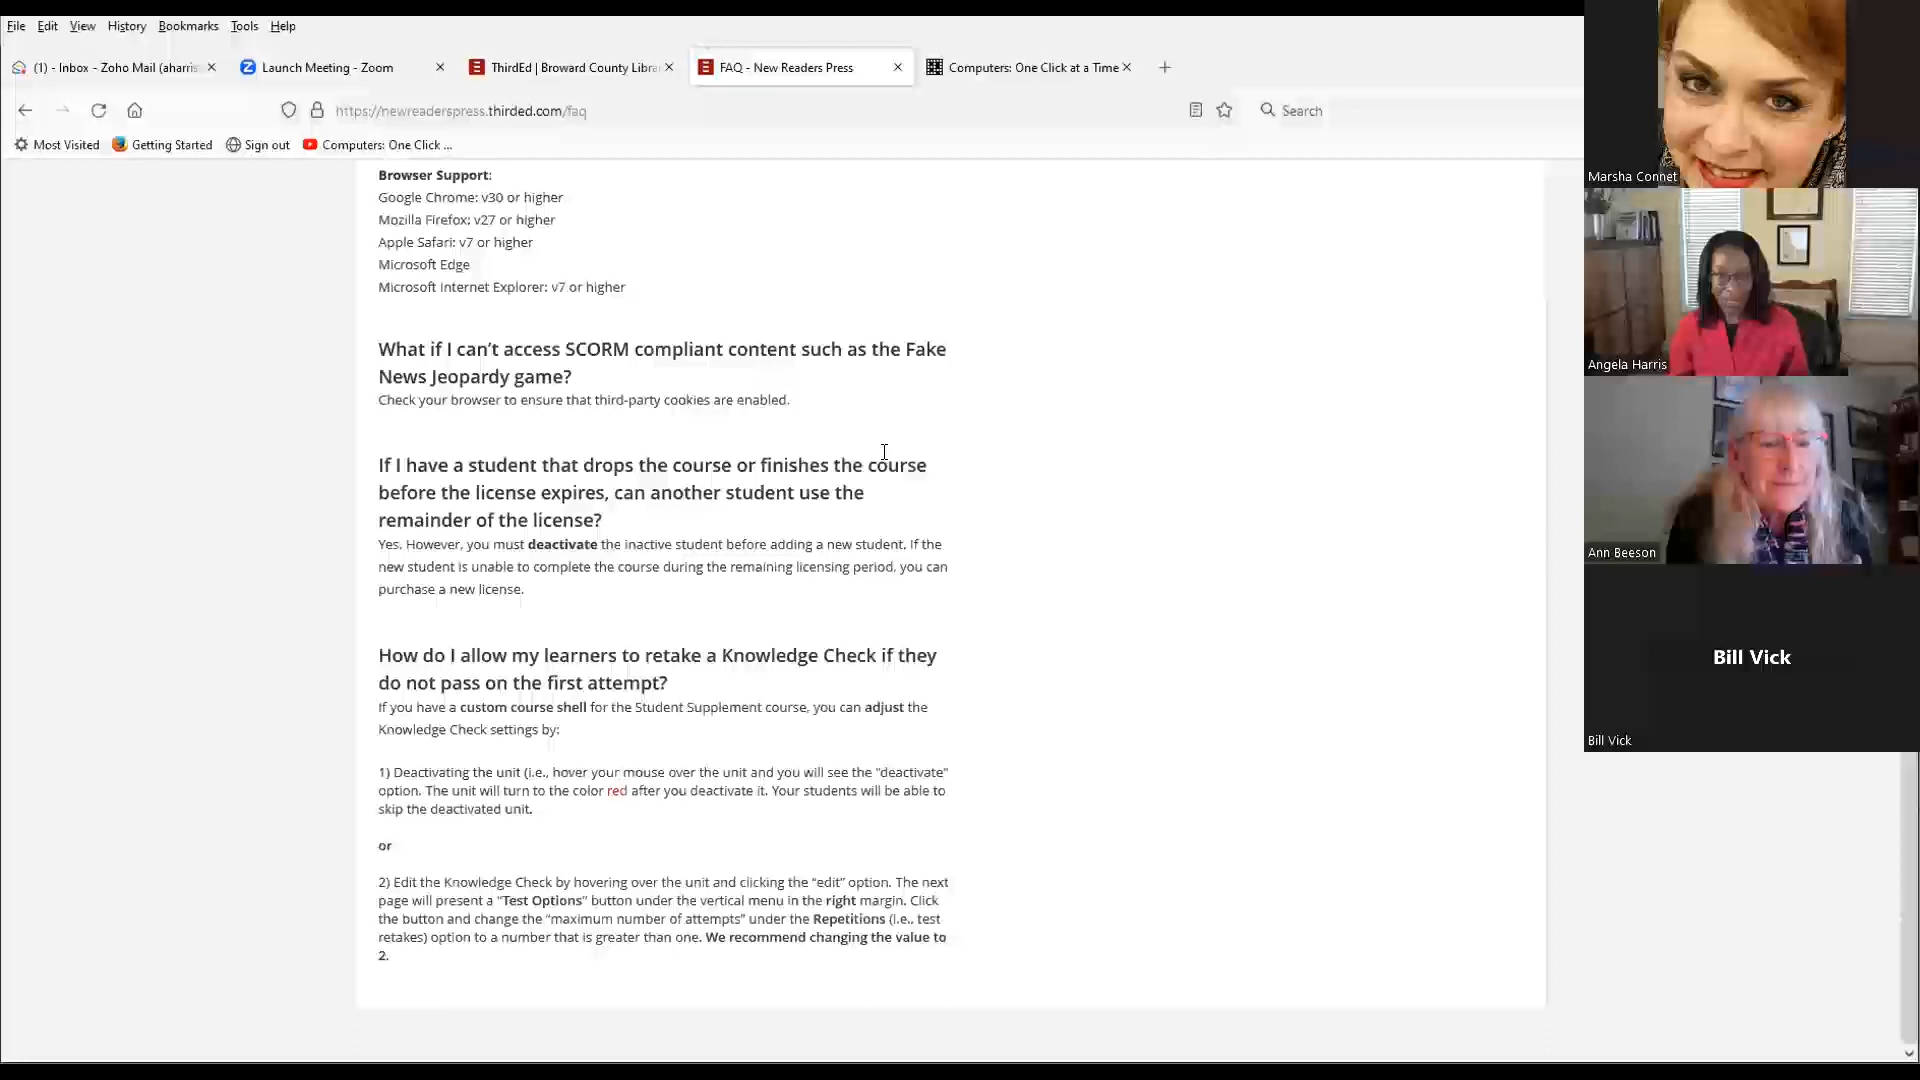 File Edit View History Bookmarks Tools Help
(1) - Inbox - Zoho Mail (aharris
Launch Meeting - Zoom
ThirdEd | Broward County Libra
FAQ - New Readers Press
Computers: One Click at a Time
https://newreaderspress.thirded.com/faq
Search
Most Visited Getting Started Sign out Computers: One Click ...
Browser Support:
Google Chrome: v30 or higher
Mozilla Firefox: v27 or higher
Apple Safari: v7 or higher
Microsoft Edge
Microsoft Internet Explorer: v7 or higher
What if I can’t access SCORM compliant content such as the Fake
News Jeopardy game?
Check your browser to ensure that third-party cookies are enabled.
If I have a student that drops the course or finishes the course
before the license expires, can another student use the
remainder of the license?
Yes. However, you must deactivate the inactive student before adding a new student. If the
new student is unable to complete the course during the remaining licensing period, you can
purchase a new license.
How do I allow my learners to retake a Knowledge Check if they
do not pass on the first attempt?
If you have a custom course shell for the Student Supplement course, you can adjust the
Knowledge Check settings by:
1) Deactivating the unit (i.e., hover your mouse over the unit and you will see the "deactivate"
option. The unit will turn to the color red after you deactivate it. Your students will be able to
skip the deactivated unit.
or
2) Edit the Knowledge Check by hovering over the unit and clicking the “edit” option. The next
page will present a "Test Options" button under the vertical menu in the right margin. Click
the button and change the “maximum number of attempts” under the Repetitions (i.e., test
retakes) option to a number that is greater than one. We recommend changing the value to
2.
Marsha Connet
Angela Harris
Ann Beeson
Bill Vick
Bill Vick